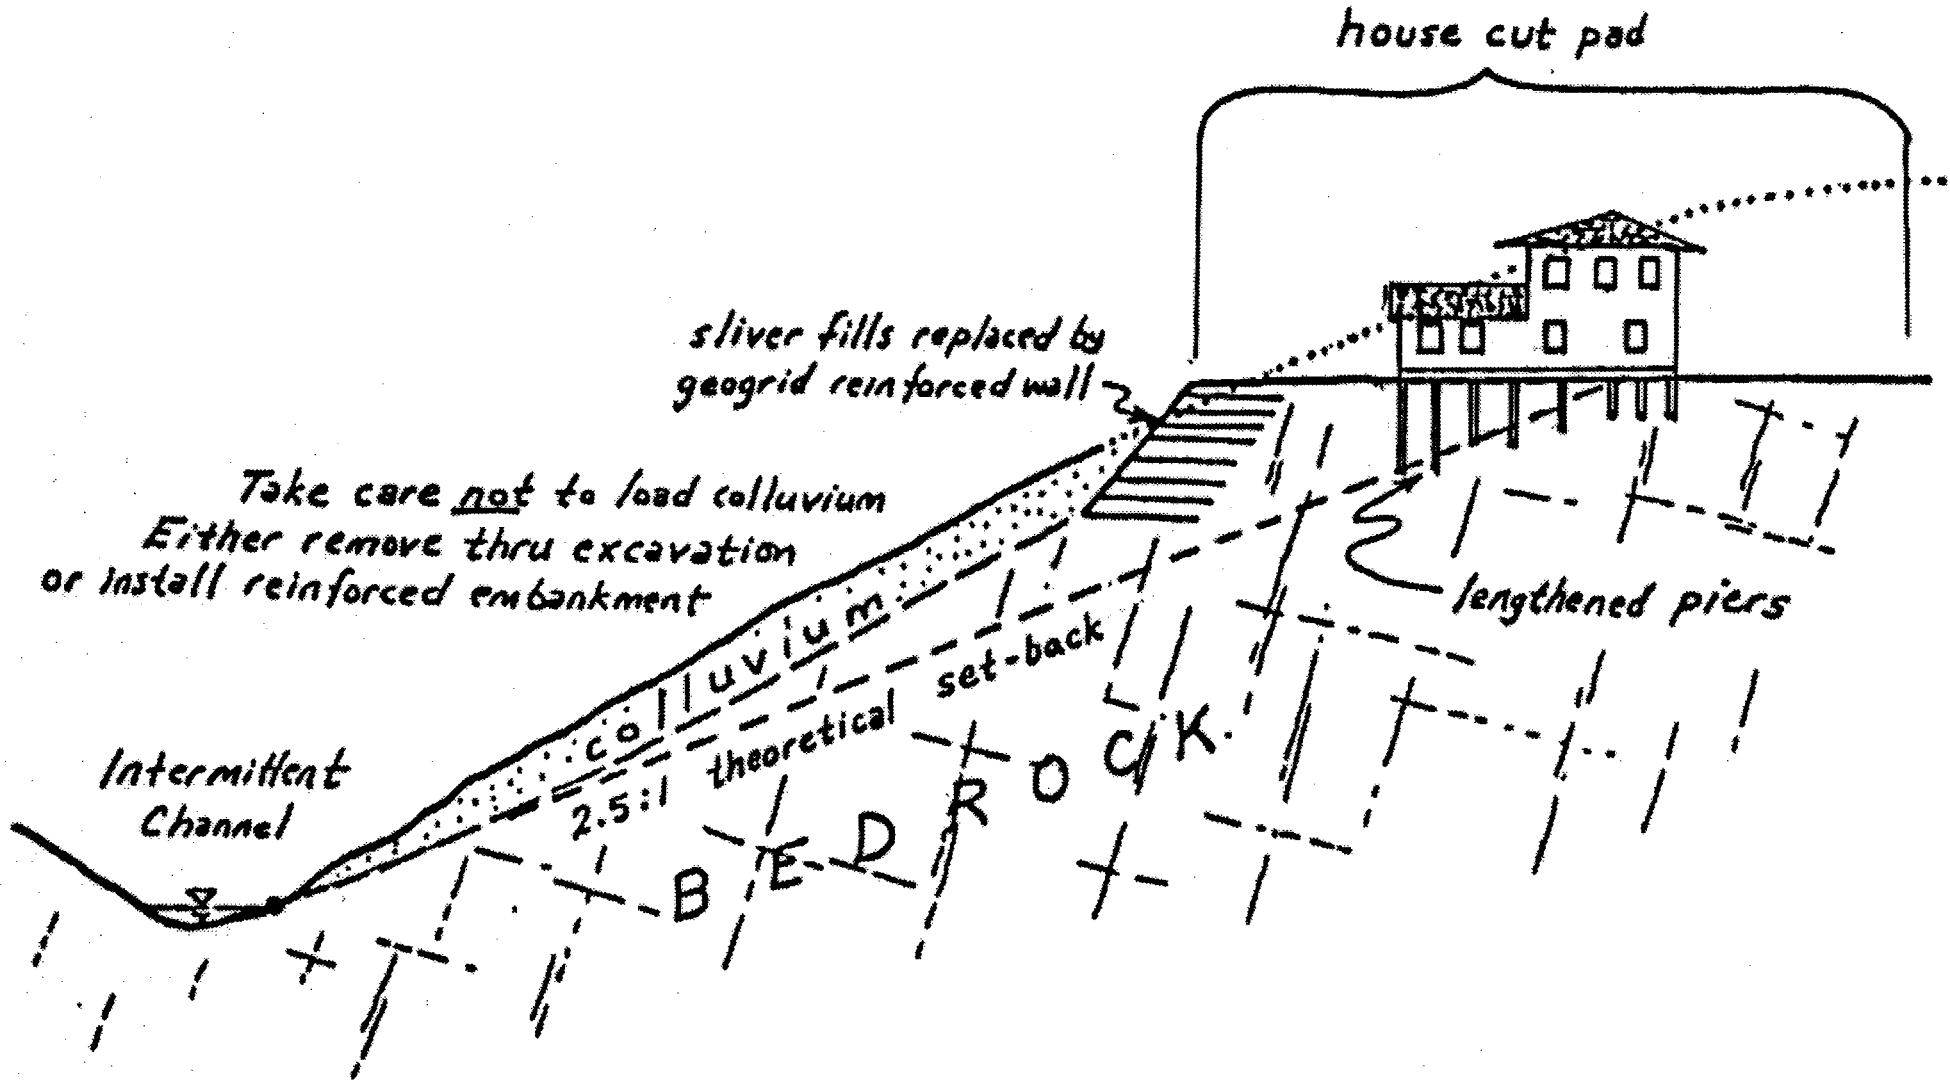 house cut pad
sliver fills replaced by
geogrid reinforced wall
Take care not to load colluvium
Either remove thru excavation
or install reinforced embankment
lengthened piers
colluvium
2.5:1 theoretical set-back
Intermittent
Channel
BEDROCK